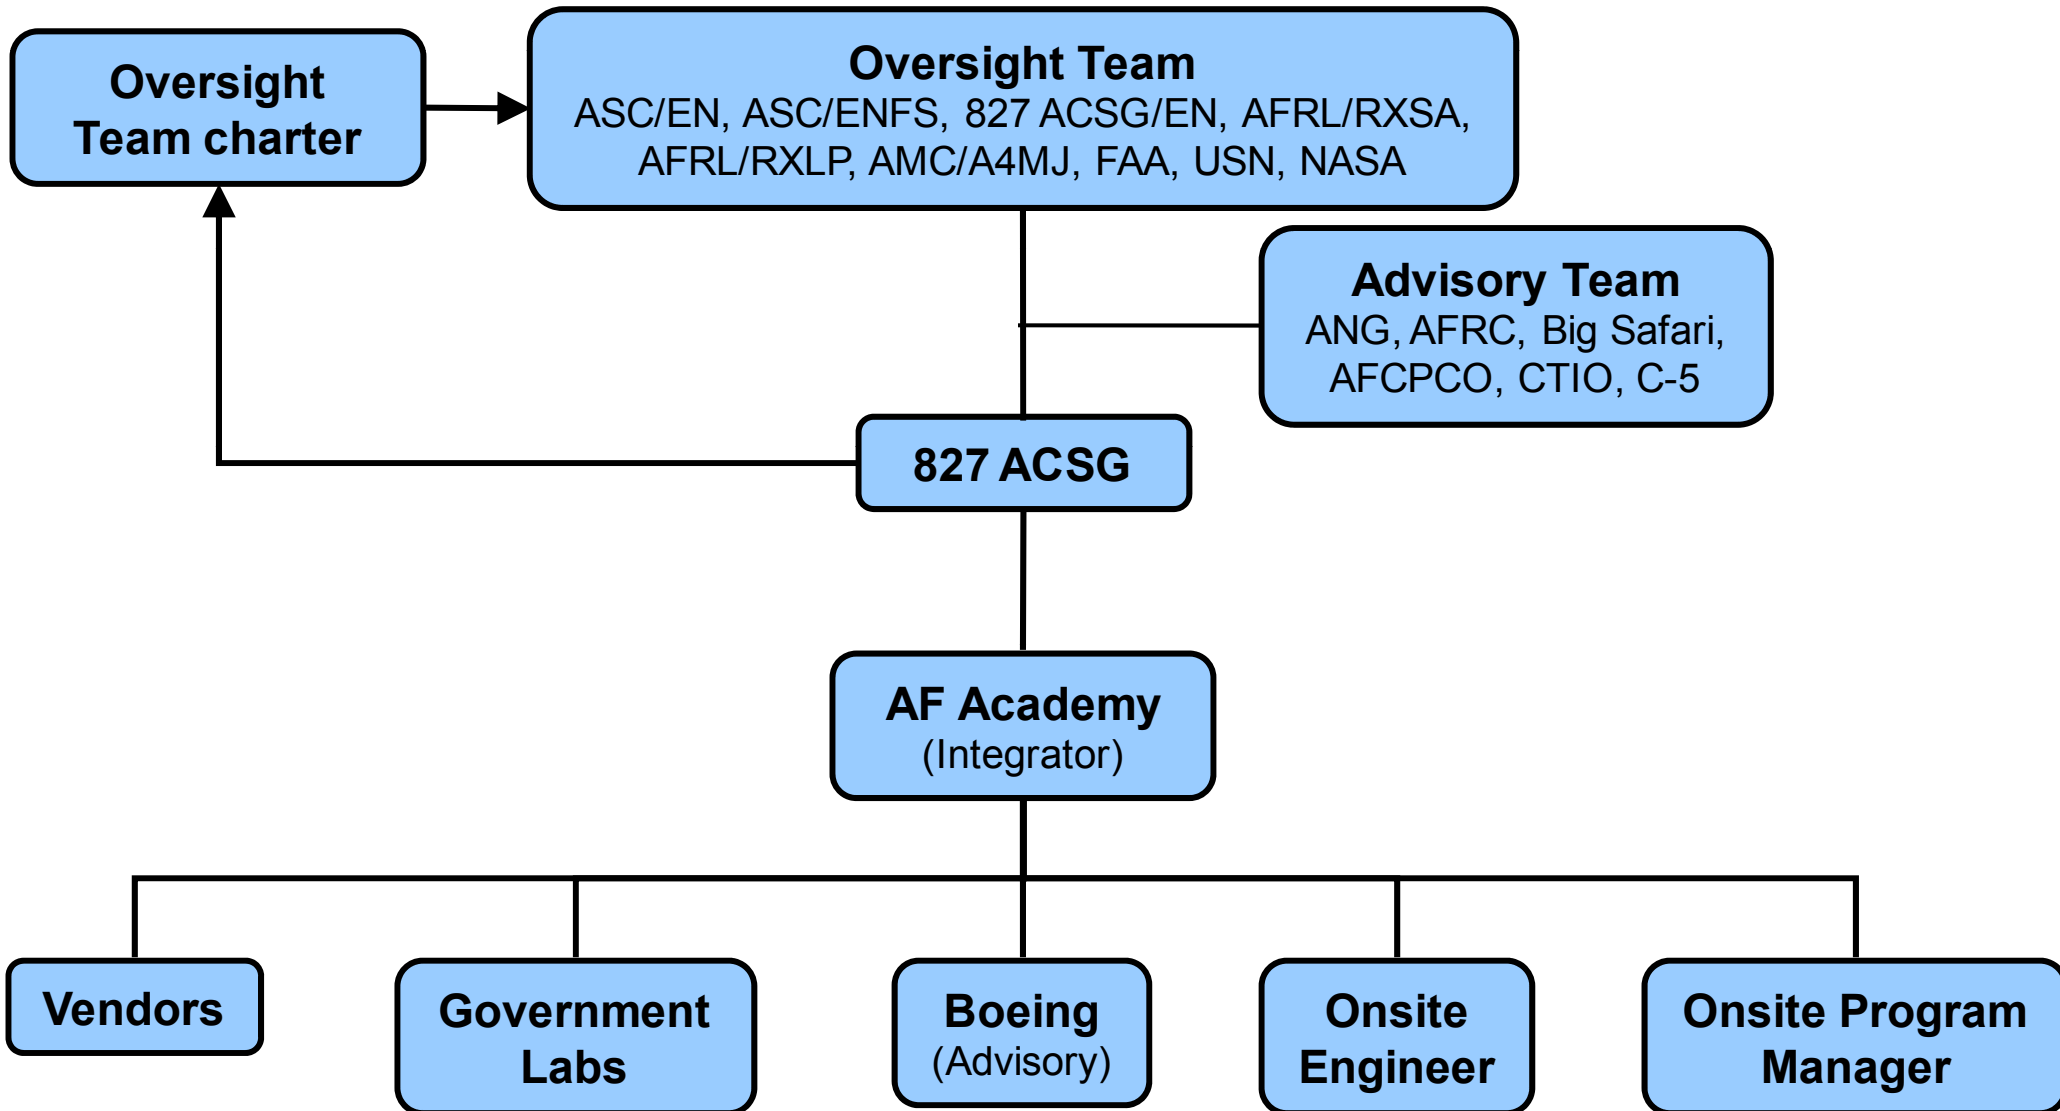 Oversight
Team charter
Oversight Team
ASC/EN, ASC/ENFS, 827 ACSG/EN, AFRL/RXSA,
AFRL/RXLP, AMC/A4MJ, FAA, USN, NASA
Advisory Team
ANG, AFRC, Big Safari,
AFCPCO, CTIO, C-5
827 ACSG
AF Academy
(Integrator)
Vendors
Government
Labs
Boeing
(Advisory)
Onsite
Engineer
Onsite Program
Manager